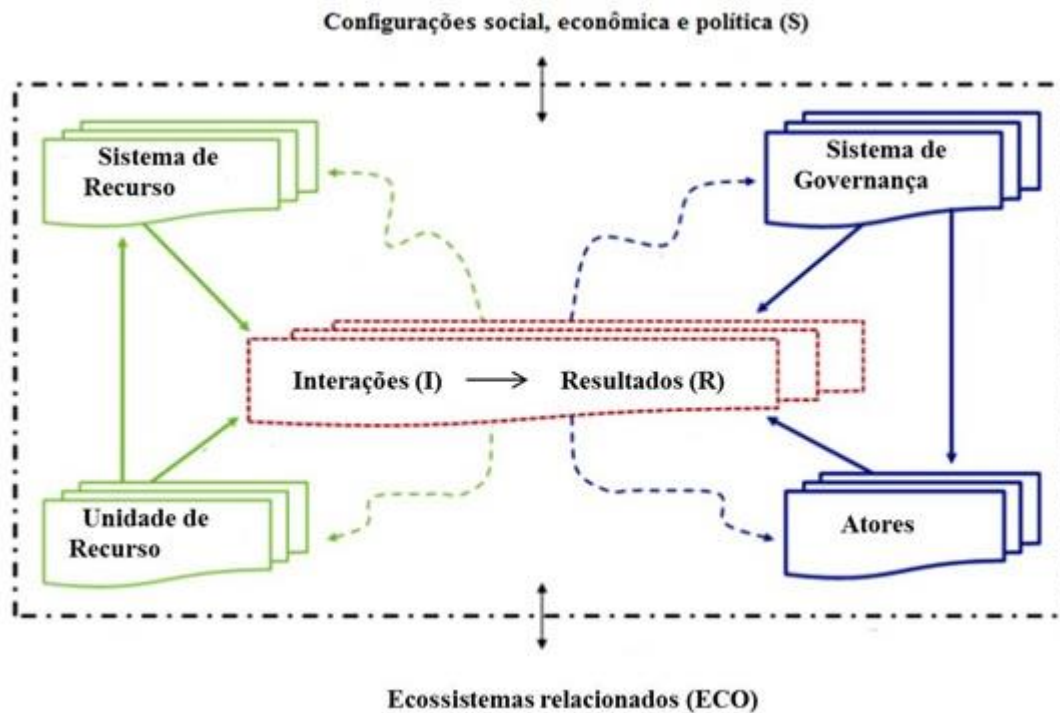 Configurações social, econômica e política (S)
Sistema de
Recurso
Sistema de
Governança
Interações (I)
Resultados (R)
Unidade de
Recurso
Atores
Ecossistemas relacionados (ECO)